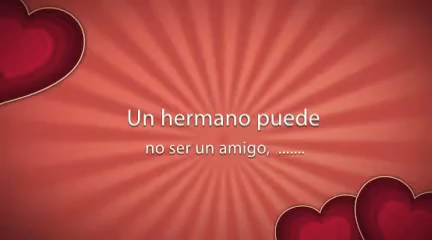 Un hermano puede
no ser un amigo, .......